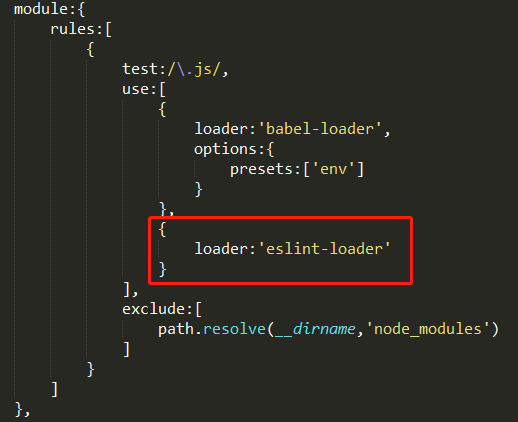 module:{
rules:[
{
test:/\.js/,
use:[
{
loader:'babel-loader',
options:{
presets:['env']
}
},
{
loader:'eslint-loader'
}
],
exclude:[
path.resolve(__dirname,'node_modules')
]
}
]
},